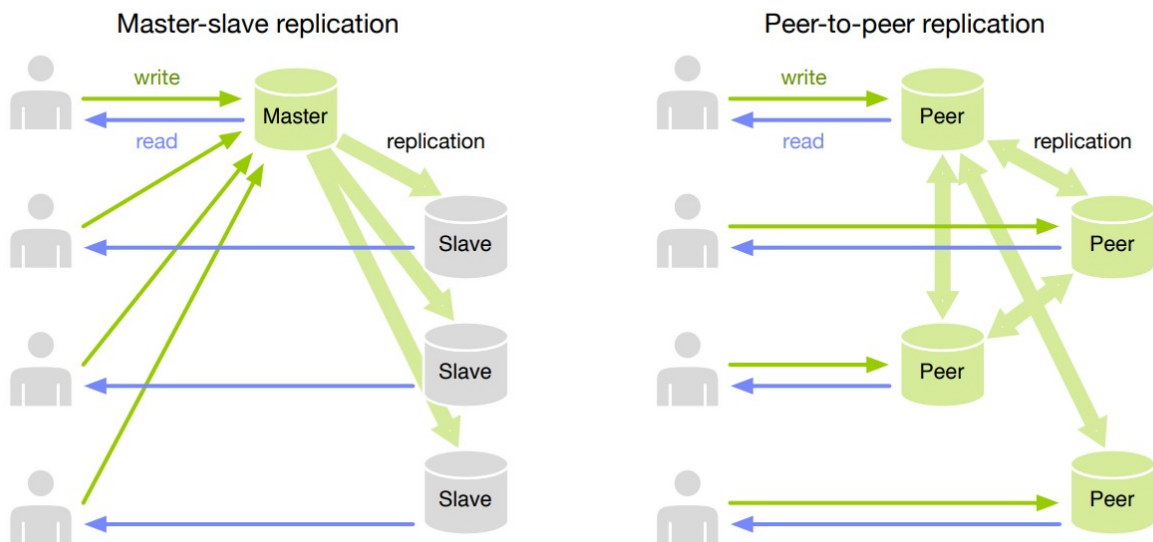 Master-slave replication
write
Master
read
replication
Slave
Slave
Slave
Peer-to-peer replication
write
Peer
read
replication
Peer
Peer
Peer